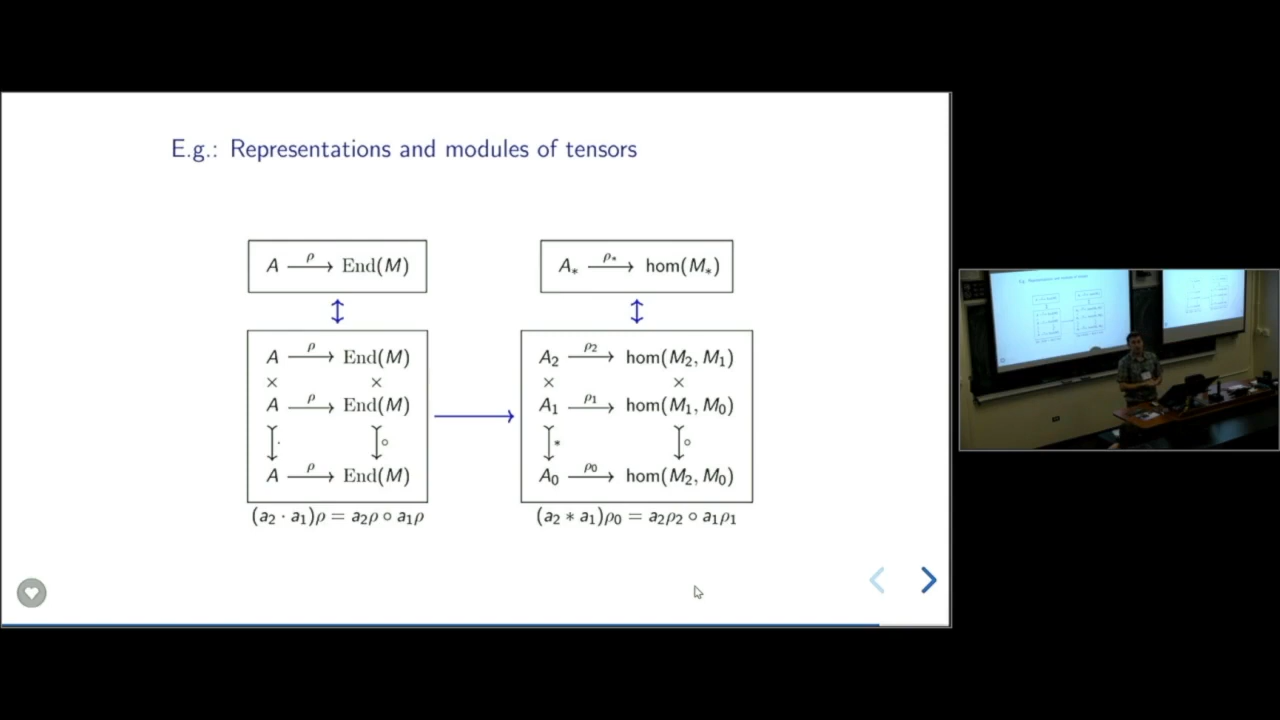 E.g.: Representations and modules of tensors
A —ρ→ End(M)
A∗ —ρ∗→ hom(M∗)
A —ρ→ End(M)
× ×
A —ρ→ End(M)
· ∘
A —ρ→ End(M)
(a₂ · a₁)ρ = a₂ρ ∘ a₁ρ
A₂ —ρ₂→ hom(M₂, M₁)
× ×
A₁ —ρ₁→ hom(M₁, M₀)
∗ ∘
A₀ —ρ₀→ hom(M₂, M₀)
(a₂ ∗ a₁)ρ₀ = a₂ρ₂ ∘ a₁ρ₁